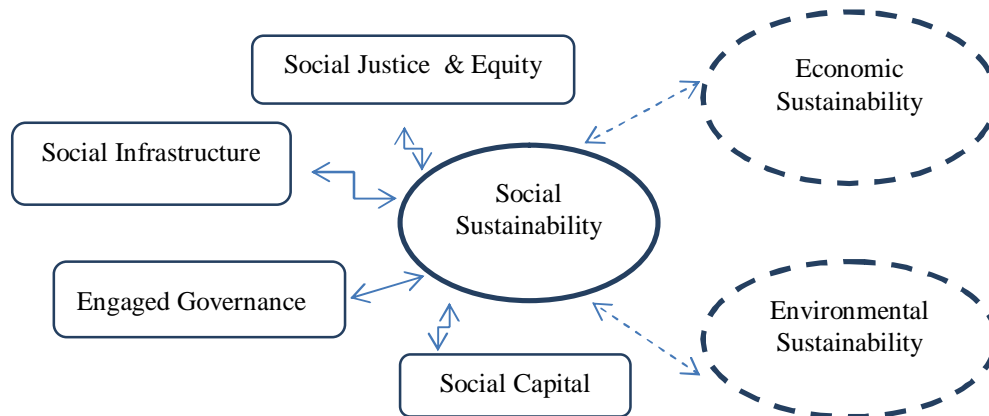 Social Justice & Equity
Economic
Sustainability
Social Infrastructure
Social
Sustainability
Engaged Governance
Environmental
Sustainability
Social Capital